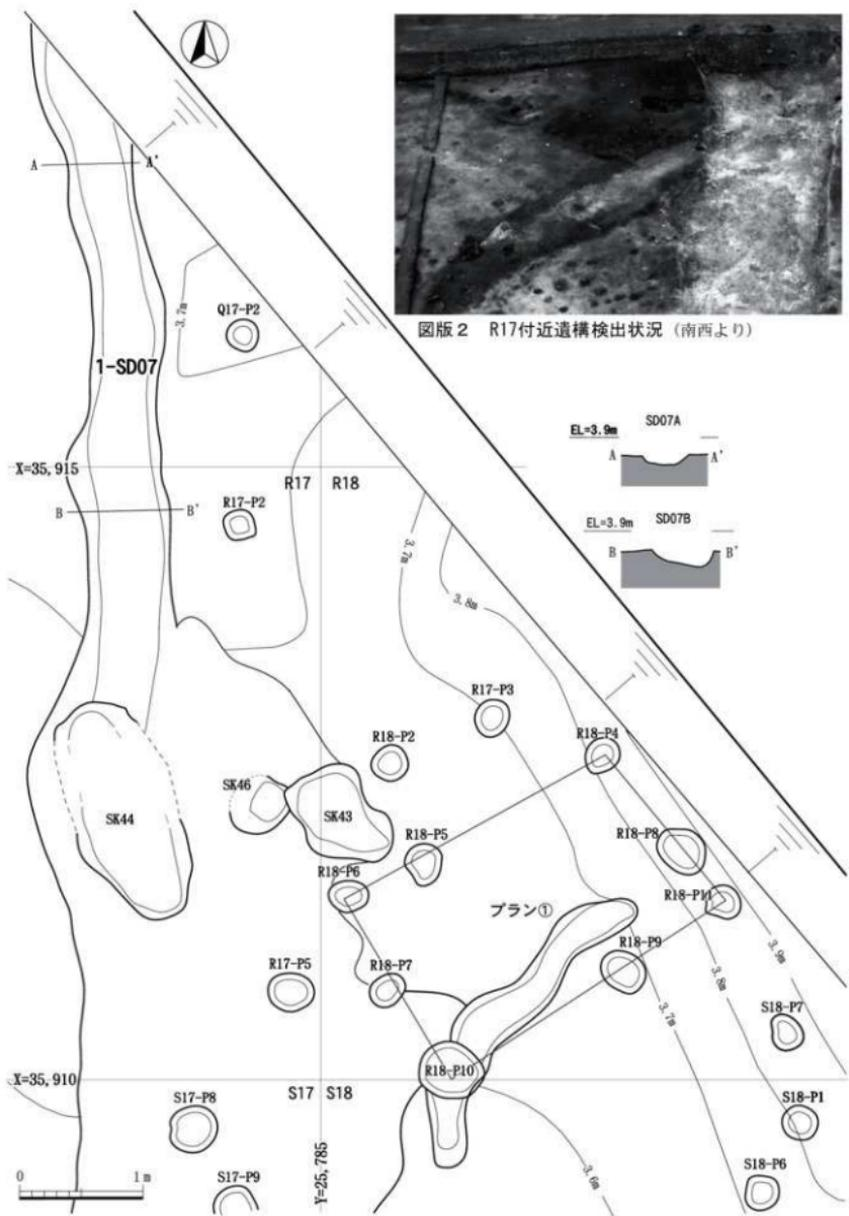 A
A'
3.7m
Q17-P2
図版2 R17付近遺構検出状況 (南西より)
1-SD07
SD07A
EL=3.9m
A
A'
X=35,915
R17
R18
B
B'
R17-P2
SD07B
EL=3.9m
B
B'
3.7m
3.8m
R17-P3
R18-P2
R18-P4
SK46
SK43
SK44
R18-P5
R18-P8
R18-P6
R18-P11
プラン①
R18-P9
R17-P5
R18-P7
3.9m
3.8m
3.7m
S18-P7
R18-P10
X=35,910
S17
S18
S17-P8
S18-P1
Y=25,785
S17-P9
S18-P6
3.6m
0
1m